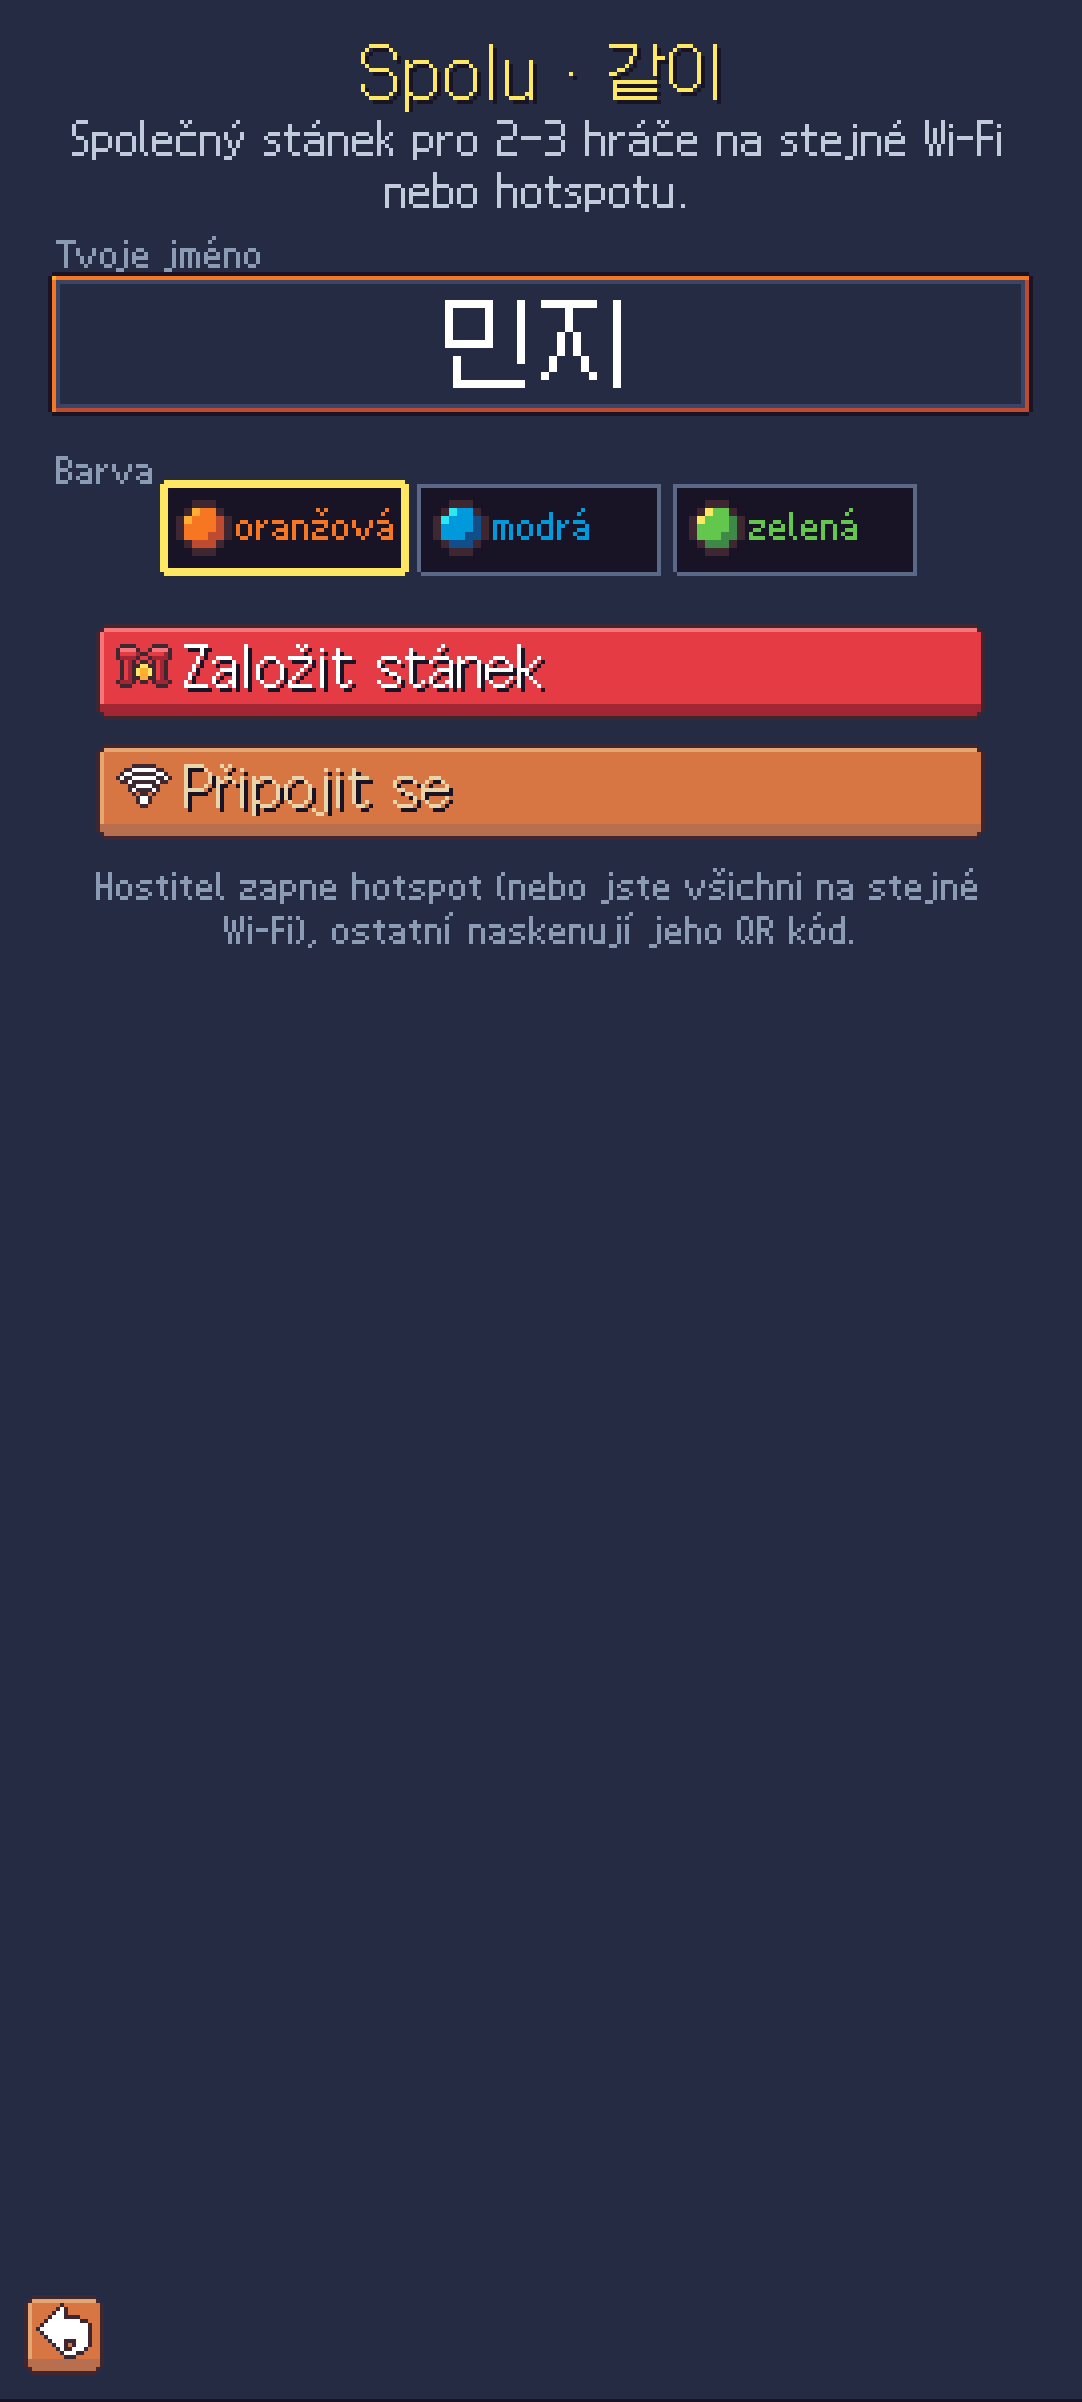 Spolu · 같이
Společný stánek pro 2-3 hráče na stejné Wi-Fi
nebo hotspotu.
Tvoje jméno
민지
Barva
oranžová
modrá
zelená
Založit stánek
Připojit se
Hostitel zapne hotspot (nebo jste všichni na stejné
Wi-Fi), ostatní naskenují jeho QR kód.